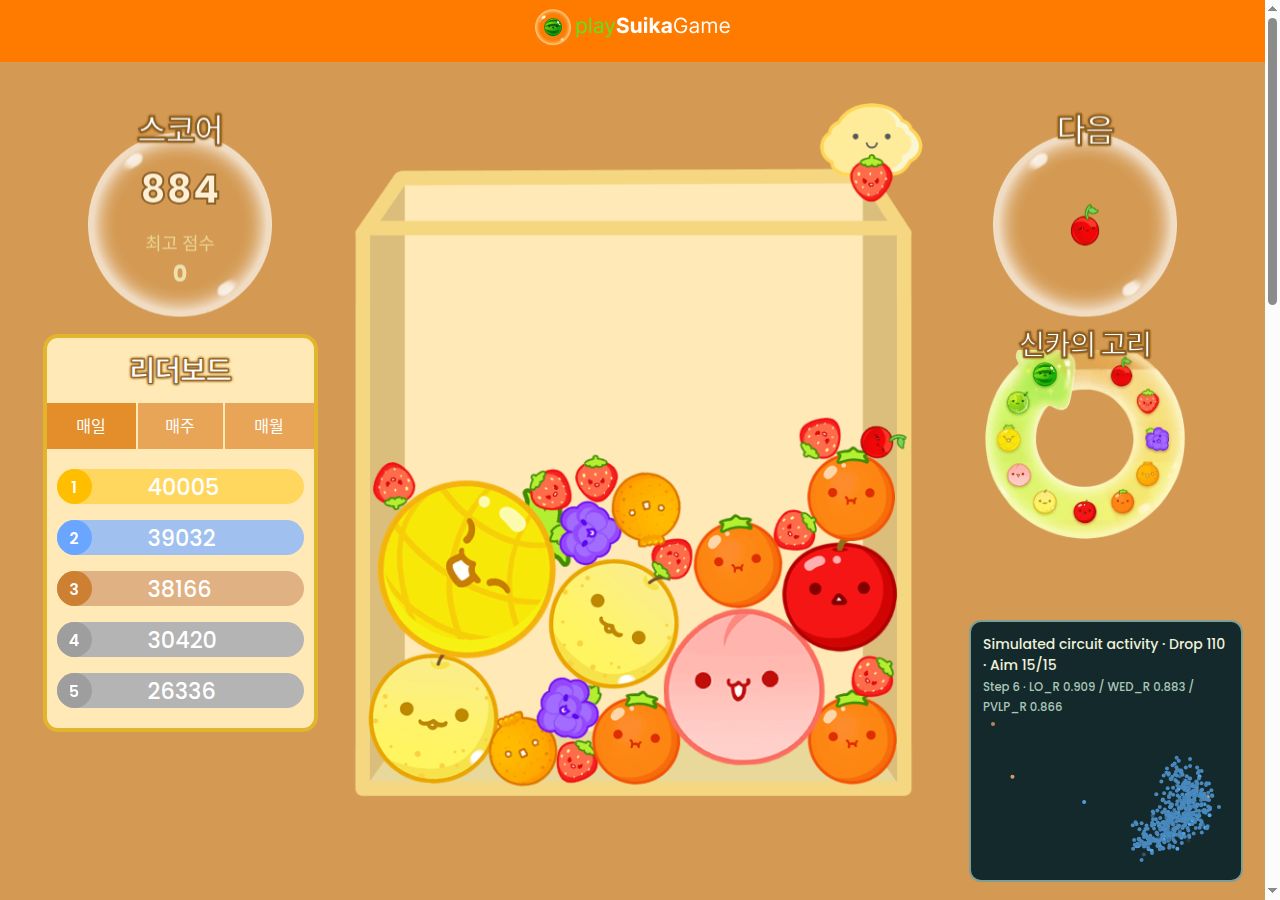 playSuikaGame
스코어
884
최고 점수
0
다음
신카의 고리
리더보드
매일 매주 매월
1 40005
2 39032
3 38166
4 30420
5 26336
Simulated circuit activity · Drop 110
· Aim 15/15
Step 6 · LO_R 0.909 / WED_R 0.883 /
PVLP_R 0.866